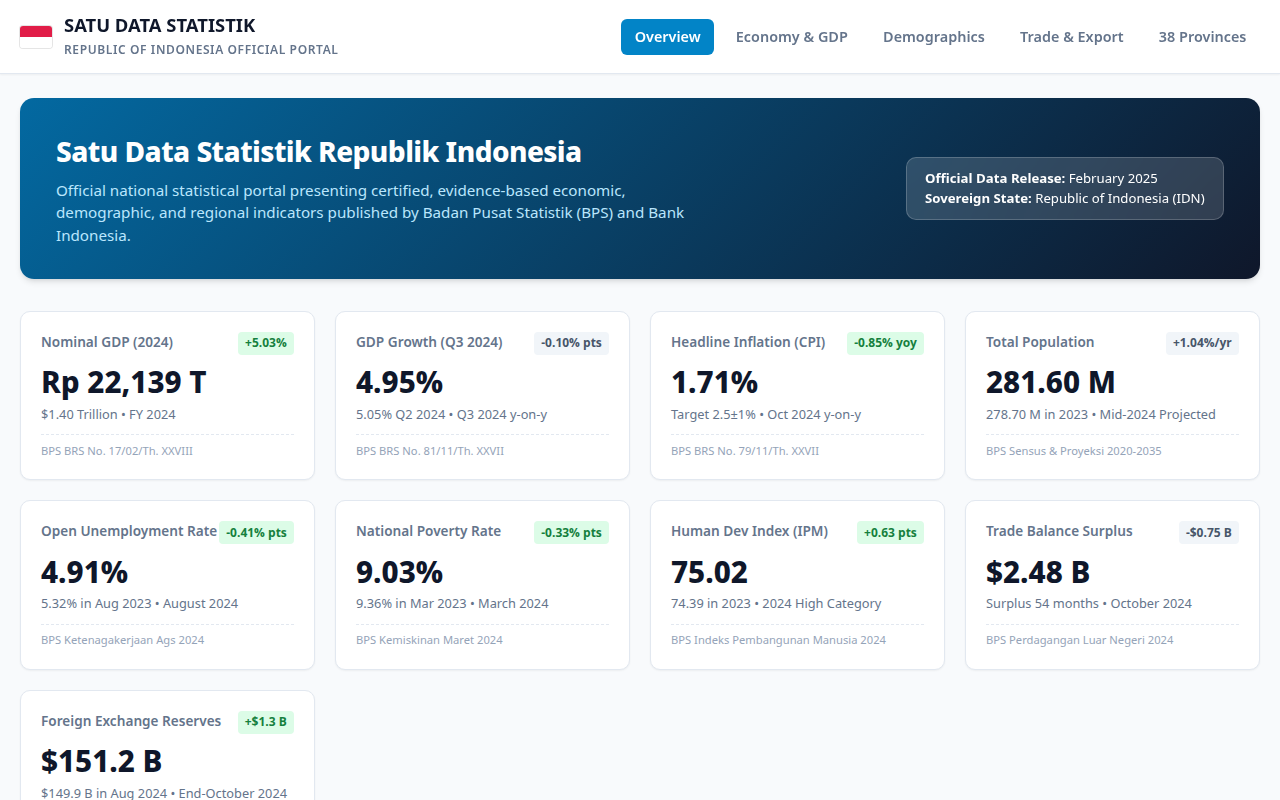 SATU DATA STATISTIK
REPUBLIC OF INDONESIA OFFICIAL PORTAL
Overview
Economy & GDP
Demographics
Trade & Export
38 Provinces
Satu Data Statistik Republik Indonesia
Official national statistical portal presenting certified, evidence-based economic,
demographic, and regional indicators published by Badan Pusat Statistik (BPS) and Bank
Indonesia.
Official Data Release: February 2025
Sovereign State: Republic of Indonesia (IDN)
Nominal GDP (2024)
+5.03%
Rp 22,139 T
$1.40 Trillion • FY 2024
BPS BRS No. 17/02/Th. XXVIII
GDP Growth (Q3 2024)
-0.10% pts
4.95%
5.05% Q2 2024 • Q3 2024 y-on-y
BPS BRS No. 81/11/Th. XXVII
Headline Inflation (CPI)
-0.85% yoy
1.71%
Target 2.5±1% • Oct 2024 y-on-y
BPS BRS No. 79/11/Th. XXVII
Total Population
+1.04%/yr
281.60 M
278.70 M in 2023 • Mid-2024 Projected
BPS Sensus & Proyeksi 2020-2035
Open Unemployment Rate
-0.41% pts
4.91%
5.32% in Aug 2023 • August 2024
BPS Ketenagakerjaan Ags 2024
National Poverty Rate
-0.33% pts
9.03%
9.36% in Mar 2023 • March 2024
BPS Kemiskinan Maret 2024
Human Dev Index (IPM)
+0.63 pts
75.02
74.39 in 2023 • 2024 High Category
BPS Indeks Pembangunan Manusia 2024
Trade Balance Surplus
-$0.75 B
$2.48 B
Surplus 54 months • October 2024
BPS Perdagangan Luar Negeri 2024
Foreign Exchange Reserves
+$1.3 B
$151.2 B
$149.9 B in Aug 2024 • End-October 2024